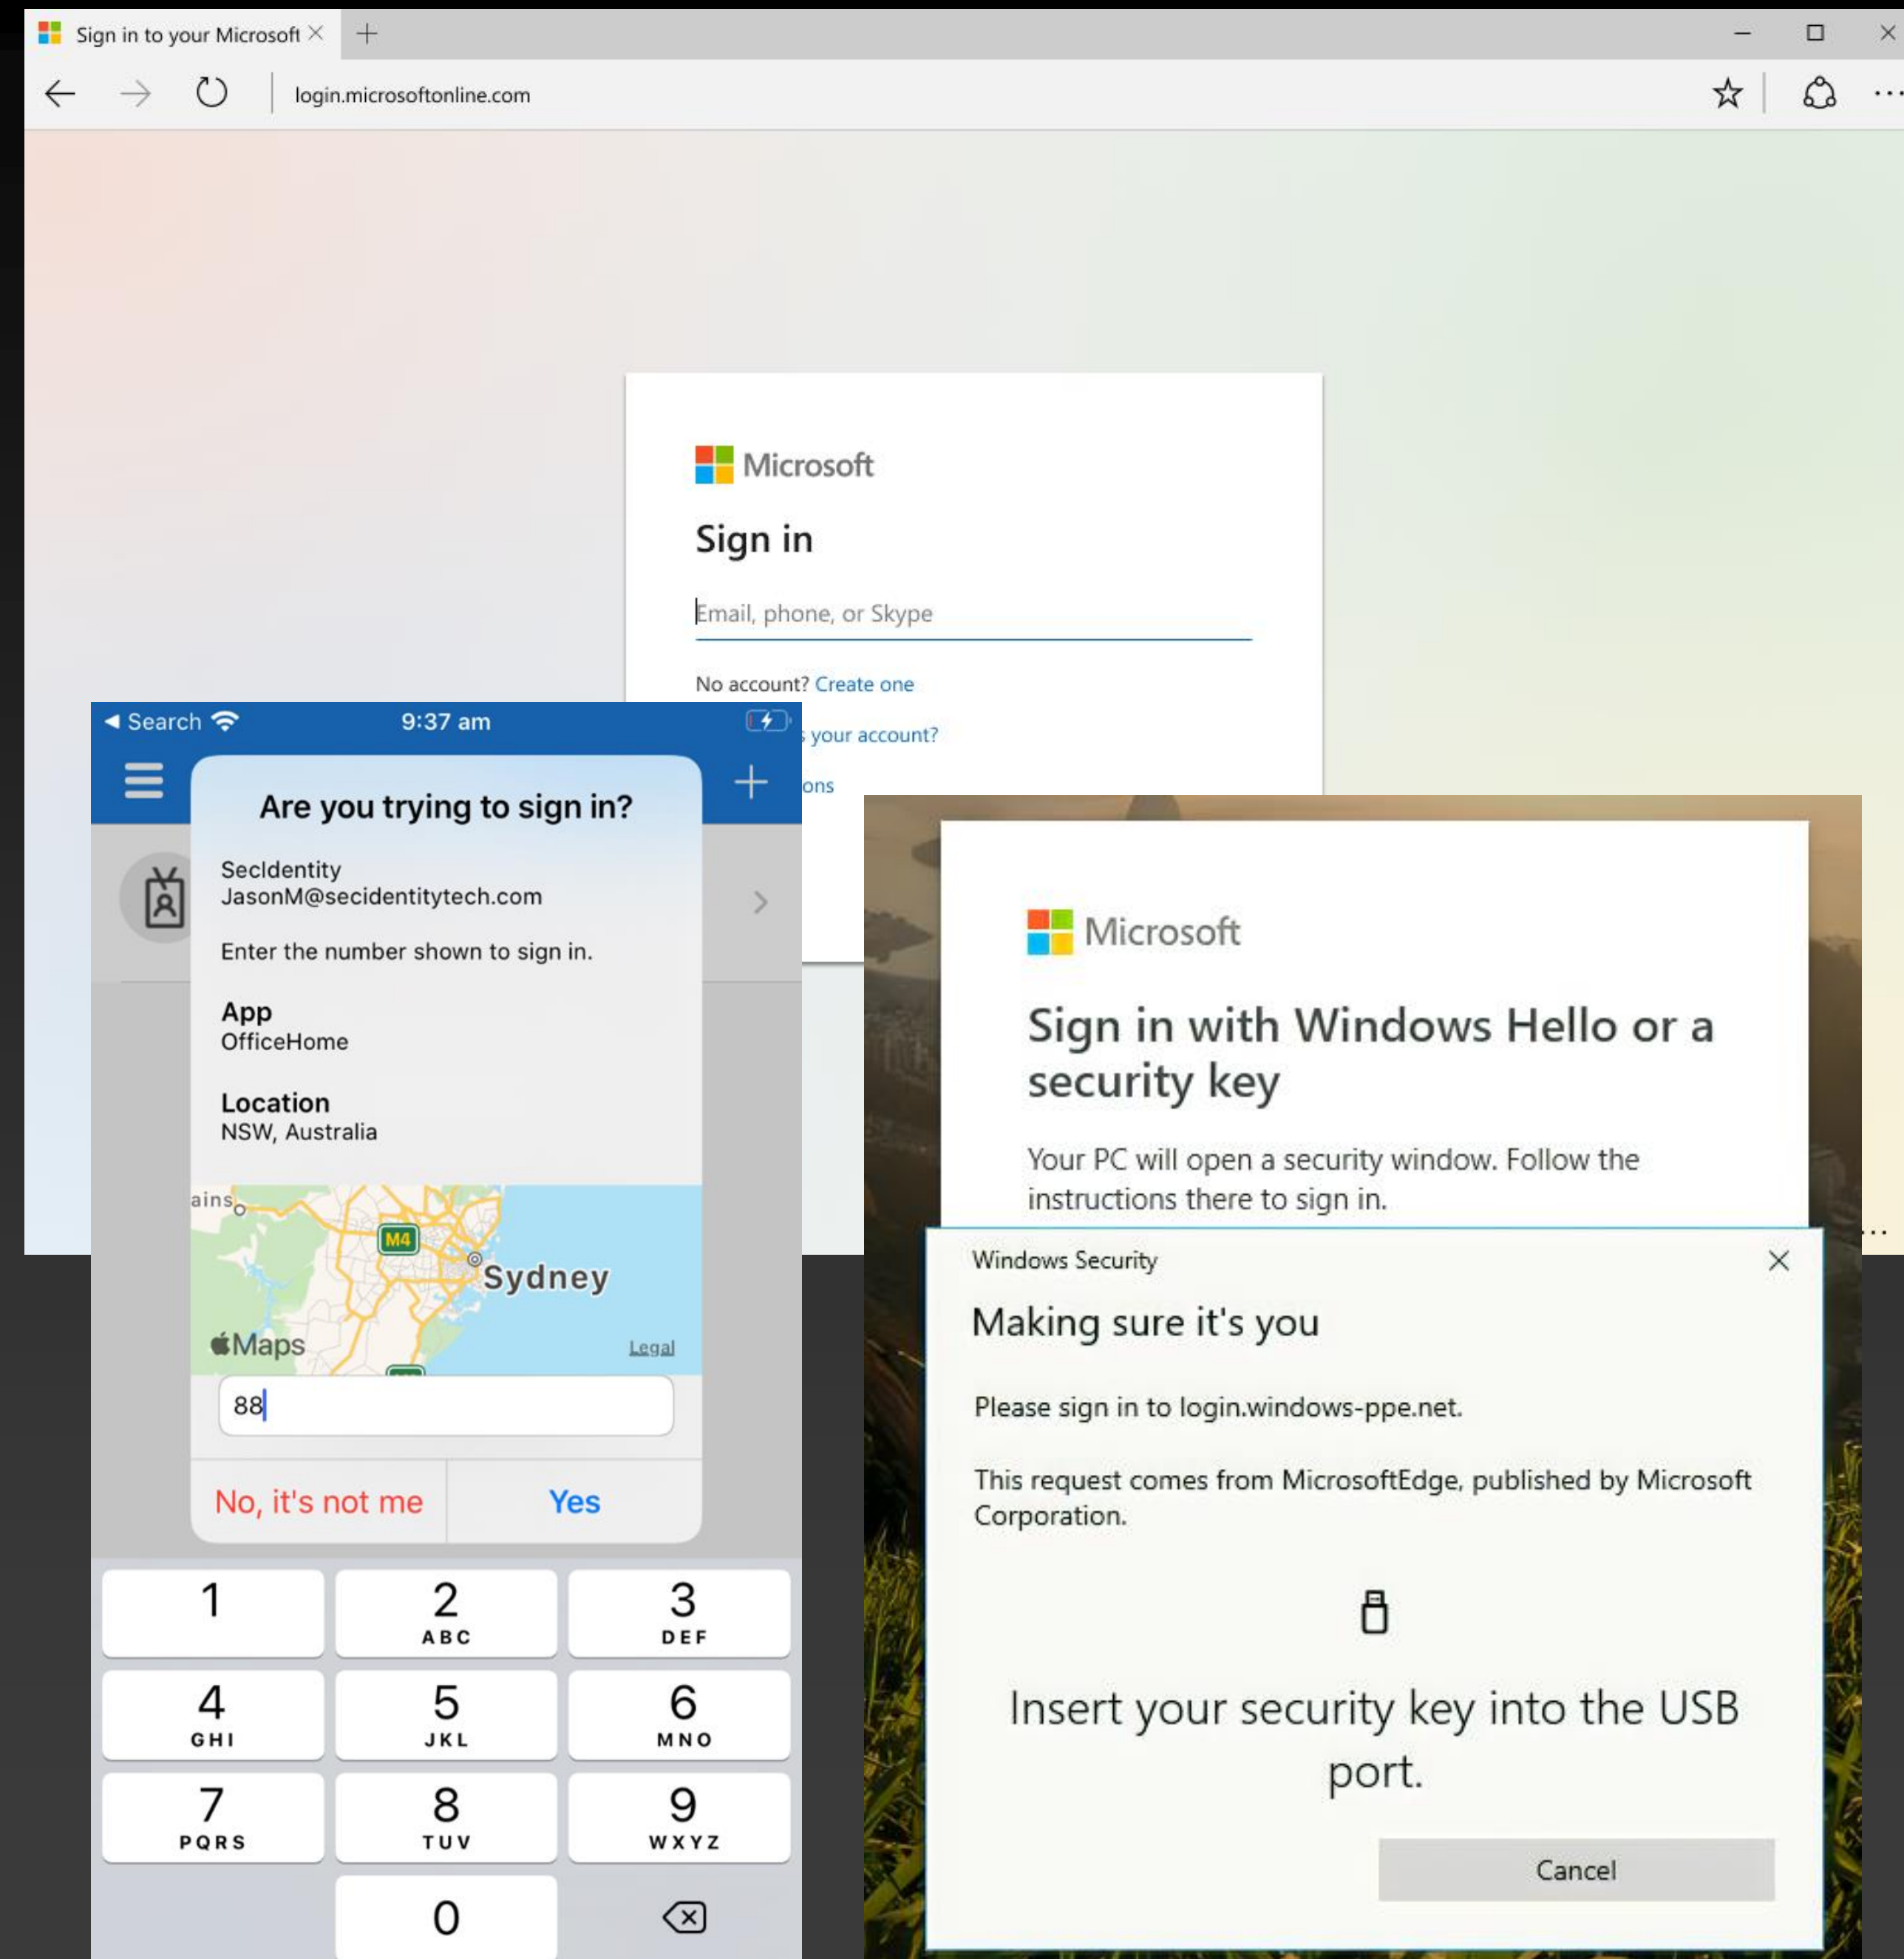 Sign in to your Microsoft
login.microsoftonline.com
Microsoft
Sign in
Email, phone, or Skype
No account? Create one
your account?
ons
Search
9:37 am
Are you trying to sign in?
SecIdentity
JasonM@secidentitytech.com
Enter the number shown to sign in.
App
OfficeHome
Location
NSW, Australia
ains
M4
Sydney
Maps
Legal
88
No, it's not me
Yes
1
2
ABC
3
DEF
4
GHI
5
JKL
6
MNO
7
PQRS
8
TUV
9
WXYZ
0
Microsoft
Sign in with Windows Hello or a
security key
Your PC will open a security window. Follow the
instructions there to sign in.
Windows Security
Making sure it's you
Please sign in to login.windows-ppe.net.
This request comes from MicrosoftEdge, published by Microsoft
Corporation.
Insert your security key into the USB
port.
Cancel